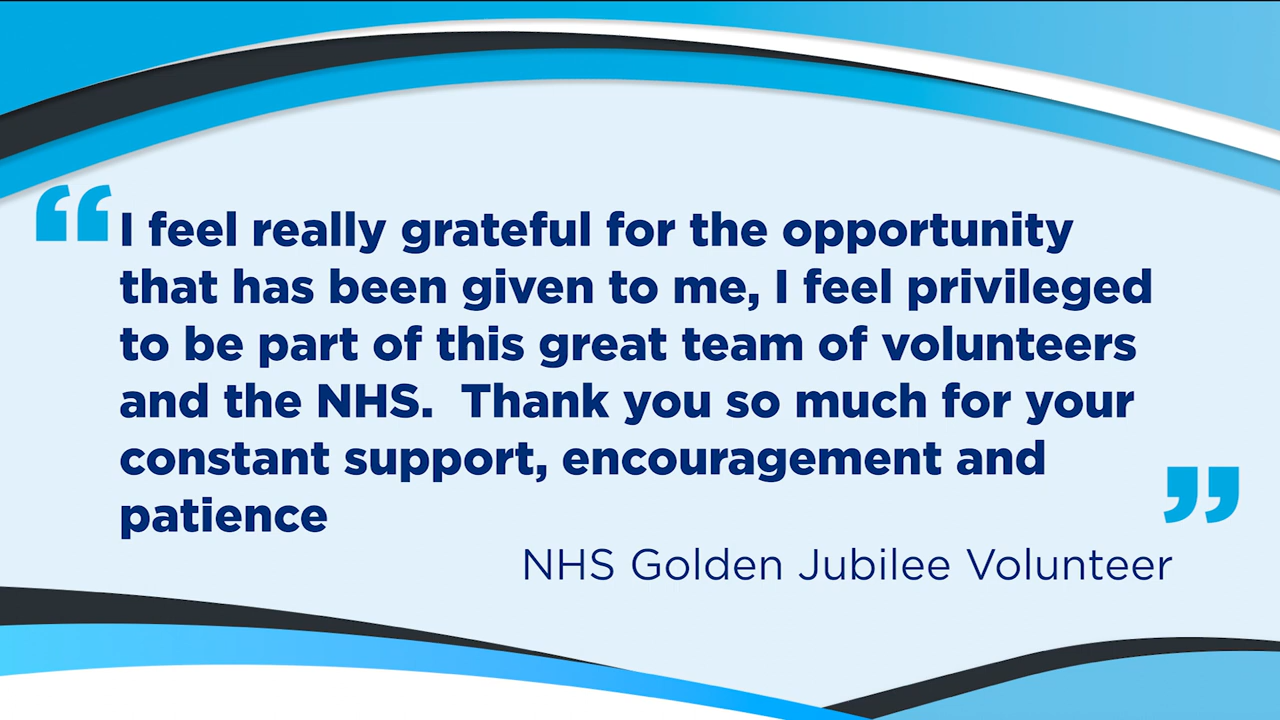 “I feel really grateful for the opportunity
that has been given to me, I feel privileged
to be part of this great team of volunteers
and the NHS.  Thank you so much for your
constant support, encouragement and
patience”
NHS Golden Jubilee Volunteer